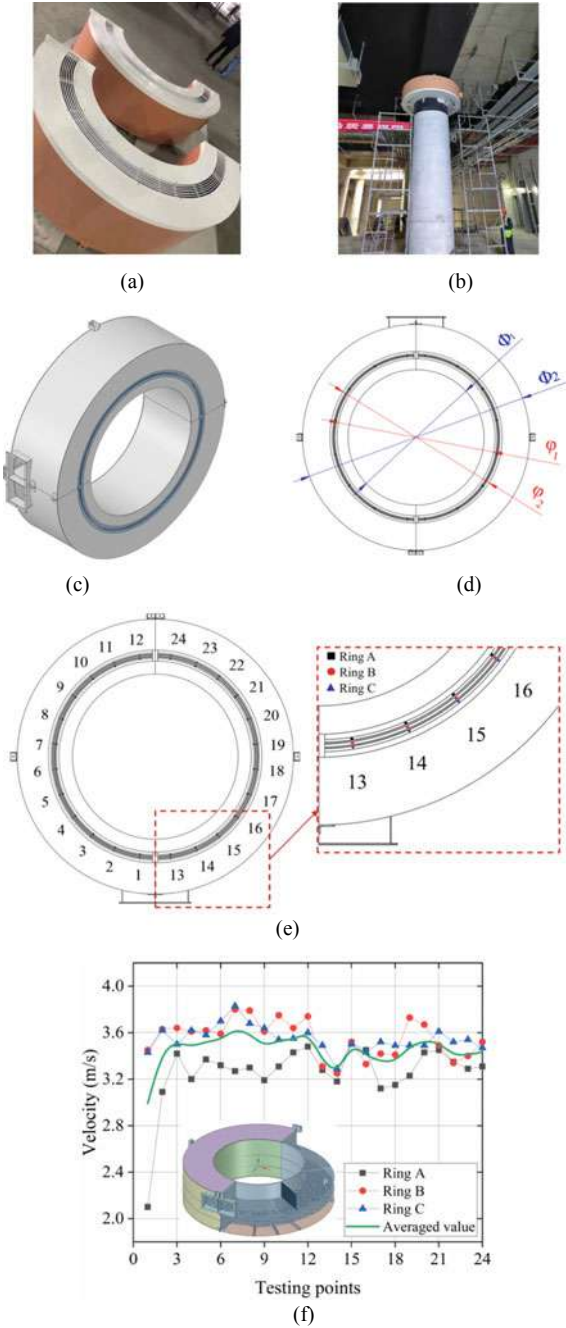 (a)
(b)
Φ₁
Φ₂
φ₁
φ₂
(c)
(d)
12 24
11 23
10 22
9 21
8 20
7 19
6 18
5 17
4 16
3 15
2 14
1 13
Ring A
Ring B
Ring C
16
15
14
13
(e)
4.0
3.6
3.2
2.8
2.4
2.0
Velocity (m/s)
Ring A
Ring B
Ring C
Averaged value
0 3 6 9 12 15 18 21 24
Testing points
(f)